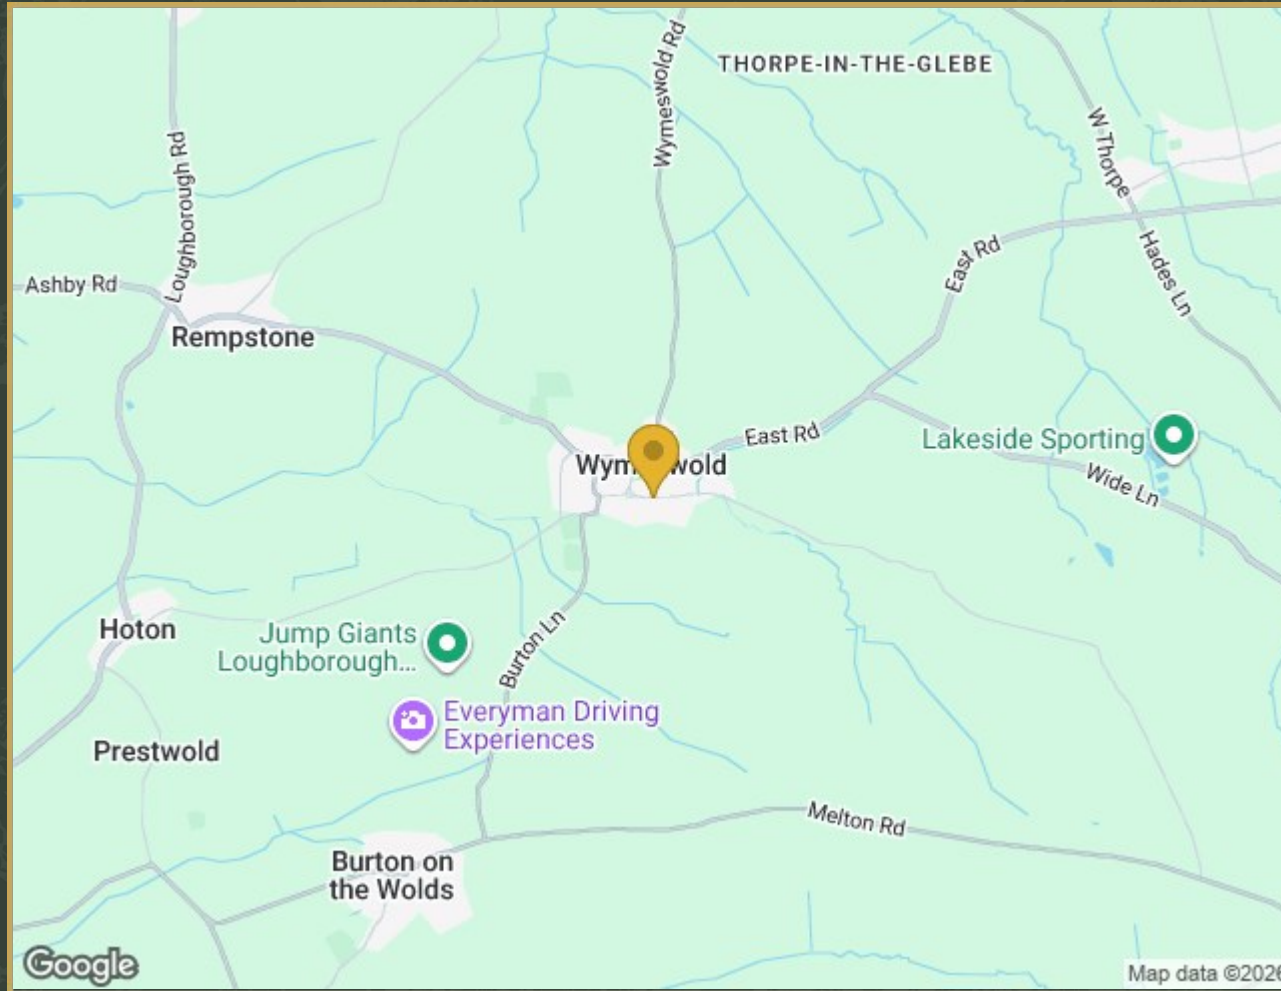 THORPE-IN-THE-GLEBE
Wymeswold Rd
Loughborough Rd
W Thorpe
Ashby Rd
East Rd
Hades Ln
Rempstone
East Rd
Lakeside Sporting
Wide Ln
Hoton
Jump Giants
Loughborough...
Burton Ln
Everyman Driving
Experiences
Prestwold
Melton Rd
Burton on
the Wolds
Google
Map data ©2026